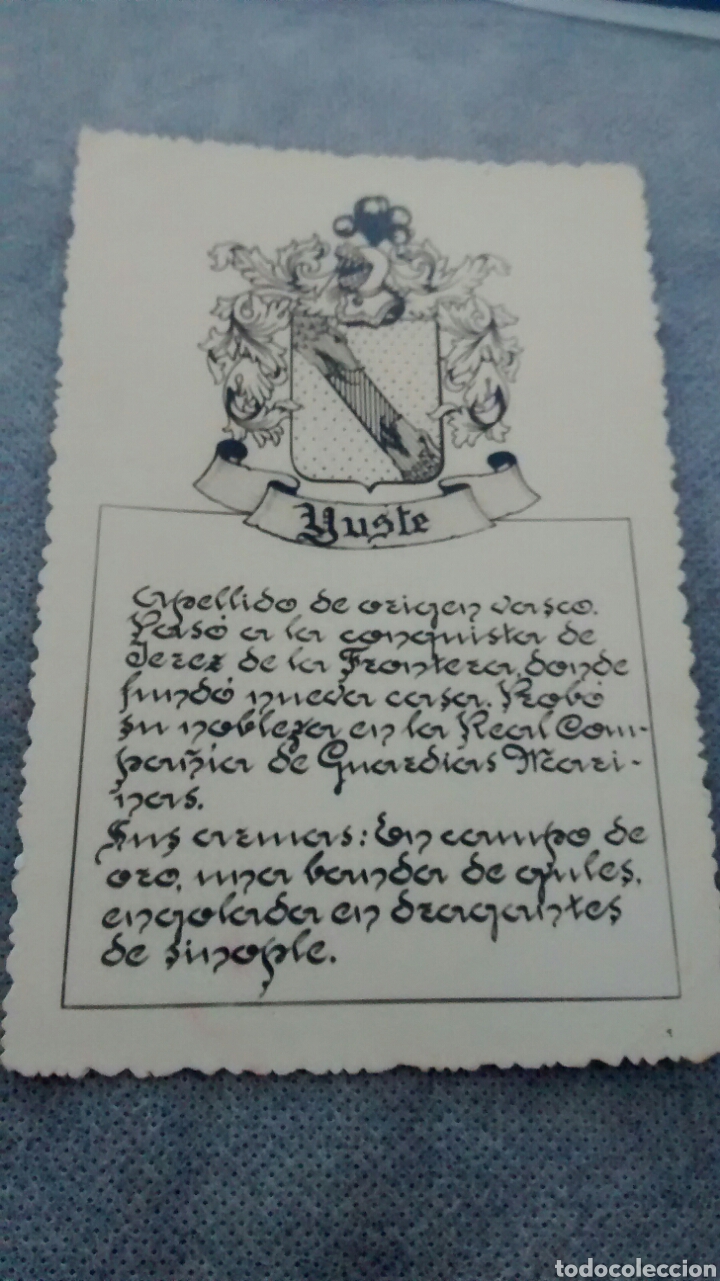 Yuste
Apellido de origen vasco.
Pasó a la conquista de
Jerez de la Frontera, donde
fundó nueva casa. Probó
su nobleza en la Real Com-
pañia de Guardias Mari-
nas.
Sus armas: En campo de
oro, una banda de gules,
engolada en dragantes
de sinople.
todocoleccion